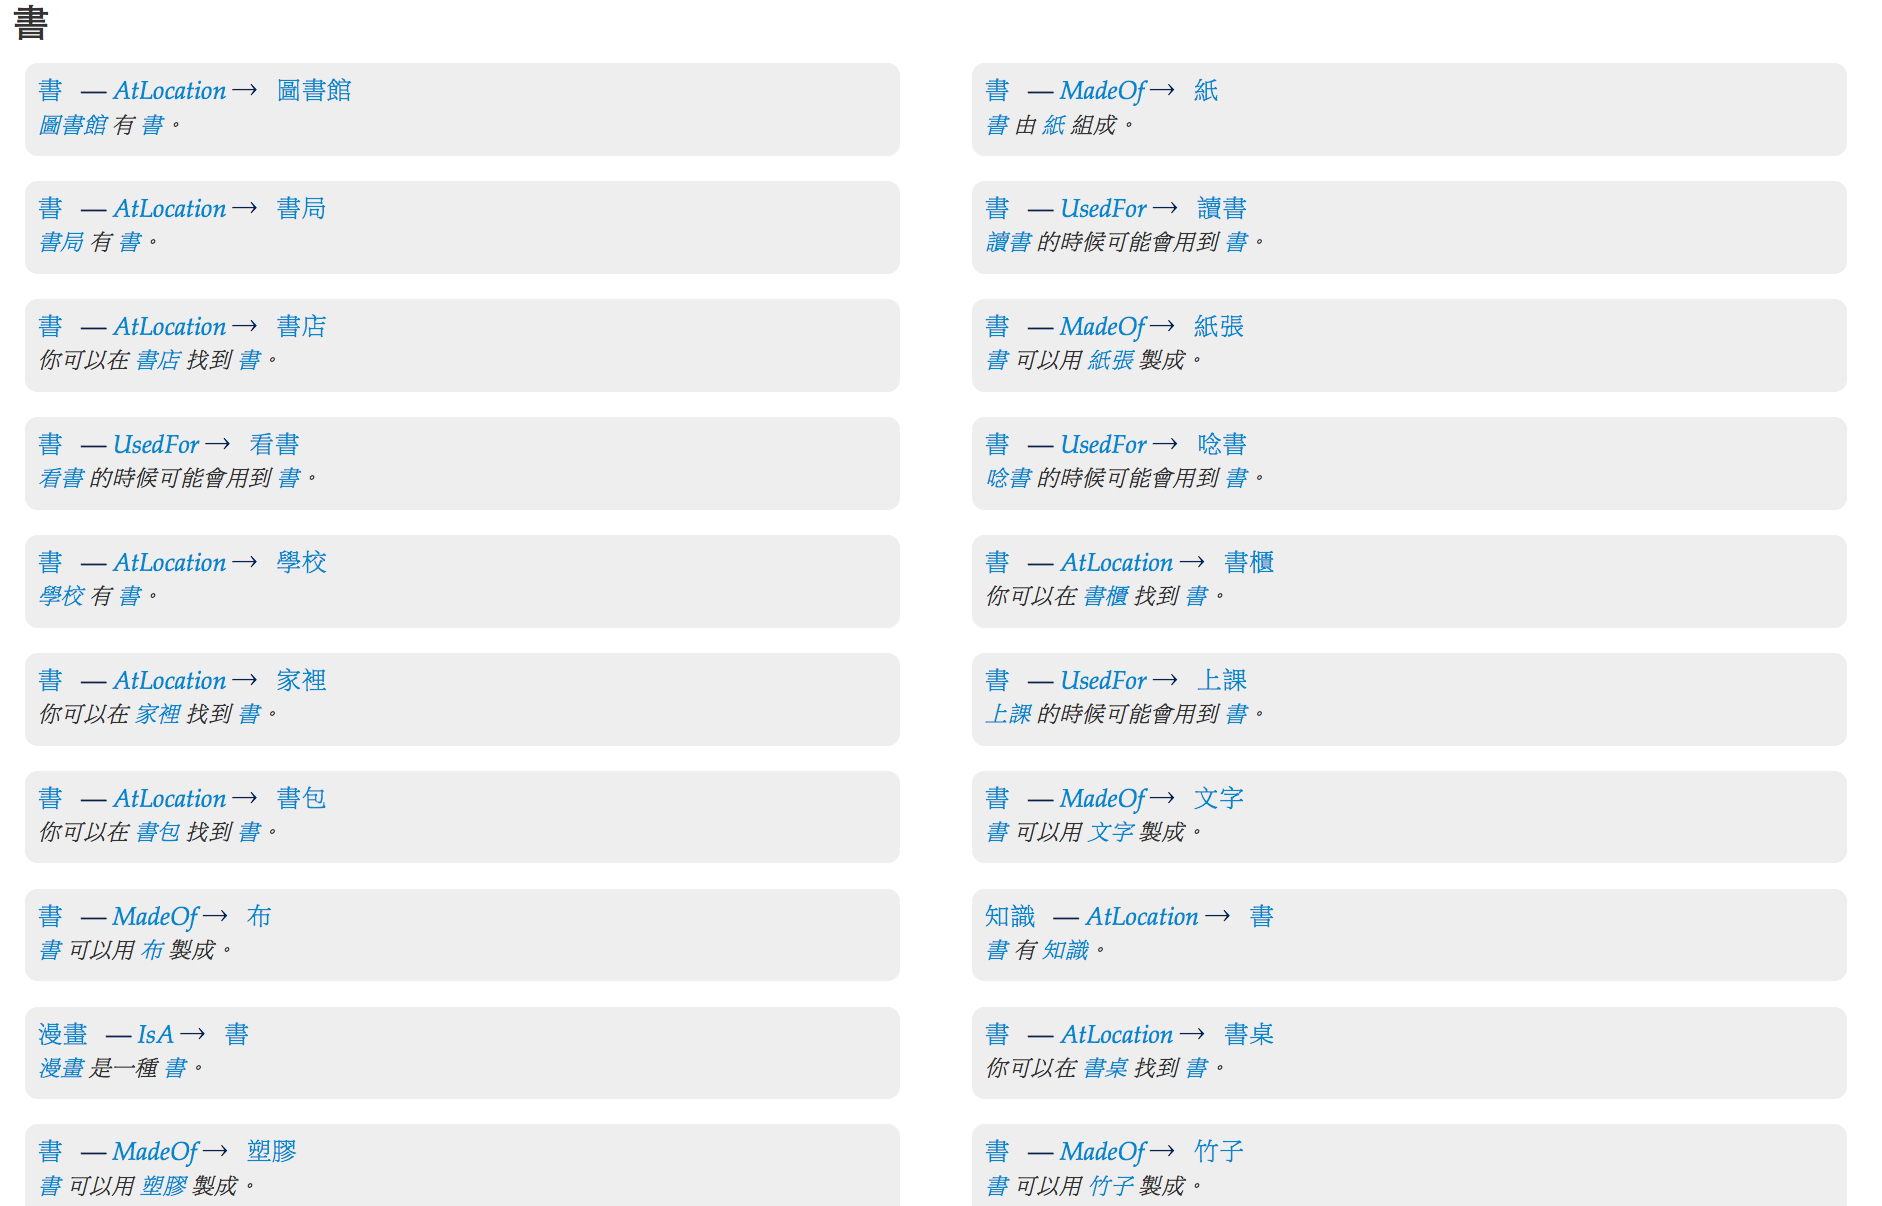 書
書 — AtLocation → 圖書館
圖書館 有 書。
書 — MadeOf → 紙
書 由 紙 組成。
書 — AtLocation → 書局
書局 有 書。
書 — UsedFor → 讀書
讀書 的時候可能會用到 書。
書 — AtLocation → 書店
你可以在 書店 找到 書。
書 — MadeOf → 紙張
書 可以用 紙張 製成。
書 — UsedFor → 看書
看書 的時候可能會用到 書。
書 — UsedFor → 唸書
唸書 的時候可能會用到 書。
書 — AtLocation → 學校
學校 有 書。
書 — AtLocation → 書櫃
你可以在 書櫃 找到 書。
書 — AtLocation → 家裡
你可以在 家裡 找到 書。
書 — UsedFor → 上課
上課 的時候可能會用到 書。
書 — AtLocation → 書包
你可以在 書包 找到 書。
書 — MadeOf → 文字
書 可以用 文字 製成。
書 — MadeOf → 布
書 可以用 布 製成。
知識 — AtLocation → 書
書 有 知識。
漫畫 — IsA → 書
漫畫 是一種 書。
書 — AtLocation → 書桌
你可以在 書桌 找到 書。
書 — MadeOf → 塑膠
書 可以用 塑膠 製成。
書 — MadeOf → 竹子
書 可以用 竹子 製成。